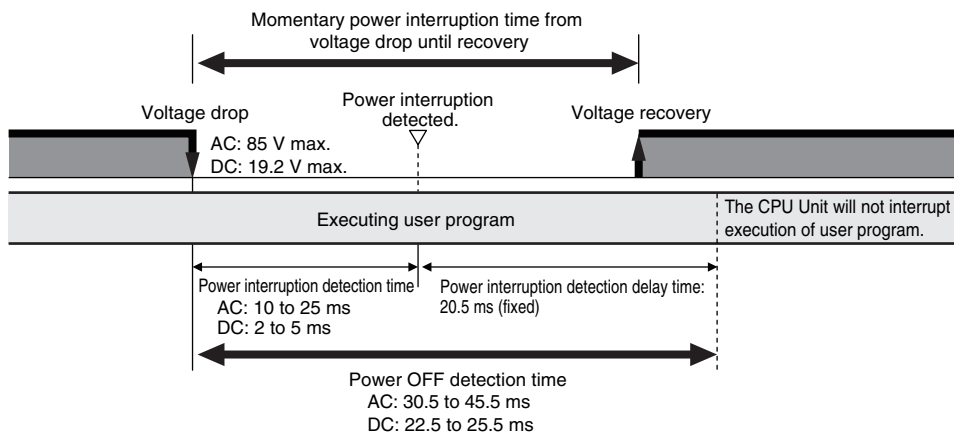 Momentary power interruption time from
voltage drop until recovery
Voltage drop
Power interruption
detected.
Voltage recovery
AC: 85 V max.
DC: 19.2 V max.
Executing user program
The CPU Unit will not interrupt
execution of user program.
Power interruption detection time
AC: 10 to 25 ms
DC: 2 to 5 ms
Power interruption detection delay time:
20.5 ms (fixed)
Power OFF detection time
AC: 30.5 to 45.5 ms
DC: 22.5 to 25.5 ms